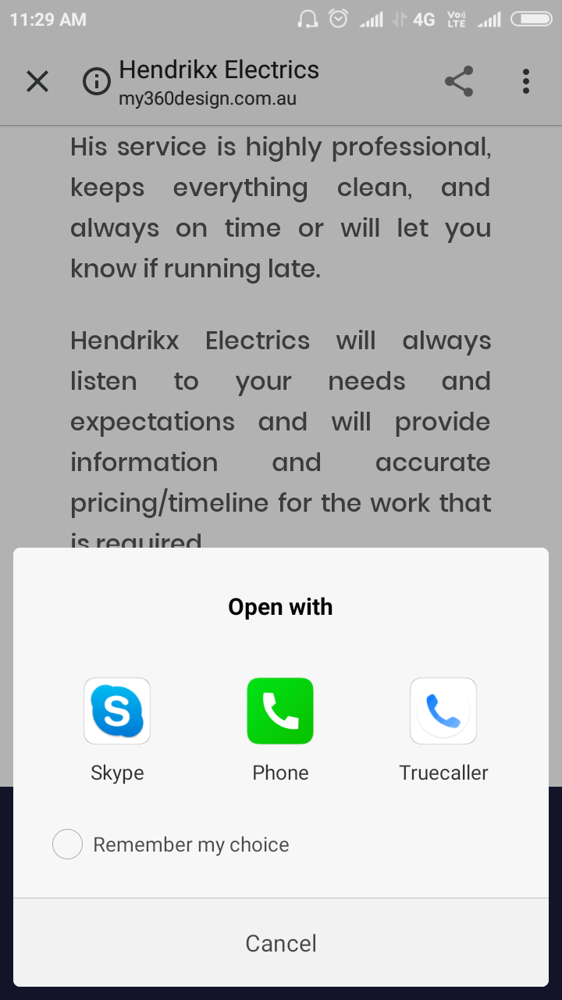 11:29 AM 4G Vo)) LTE
Hendrikx Electrics
my360design.com.au
His service is highly professional,
keeps everything clean, and
always on time or will let you
know if running late.
Hendrikx Electrics will always
listen to your needs and
expectations and will provide
information and accurate
pricing/timeline for the work that
is required
Open with
Skype Phone Truecaller
Remember my choice
Cancel